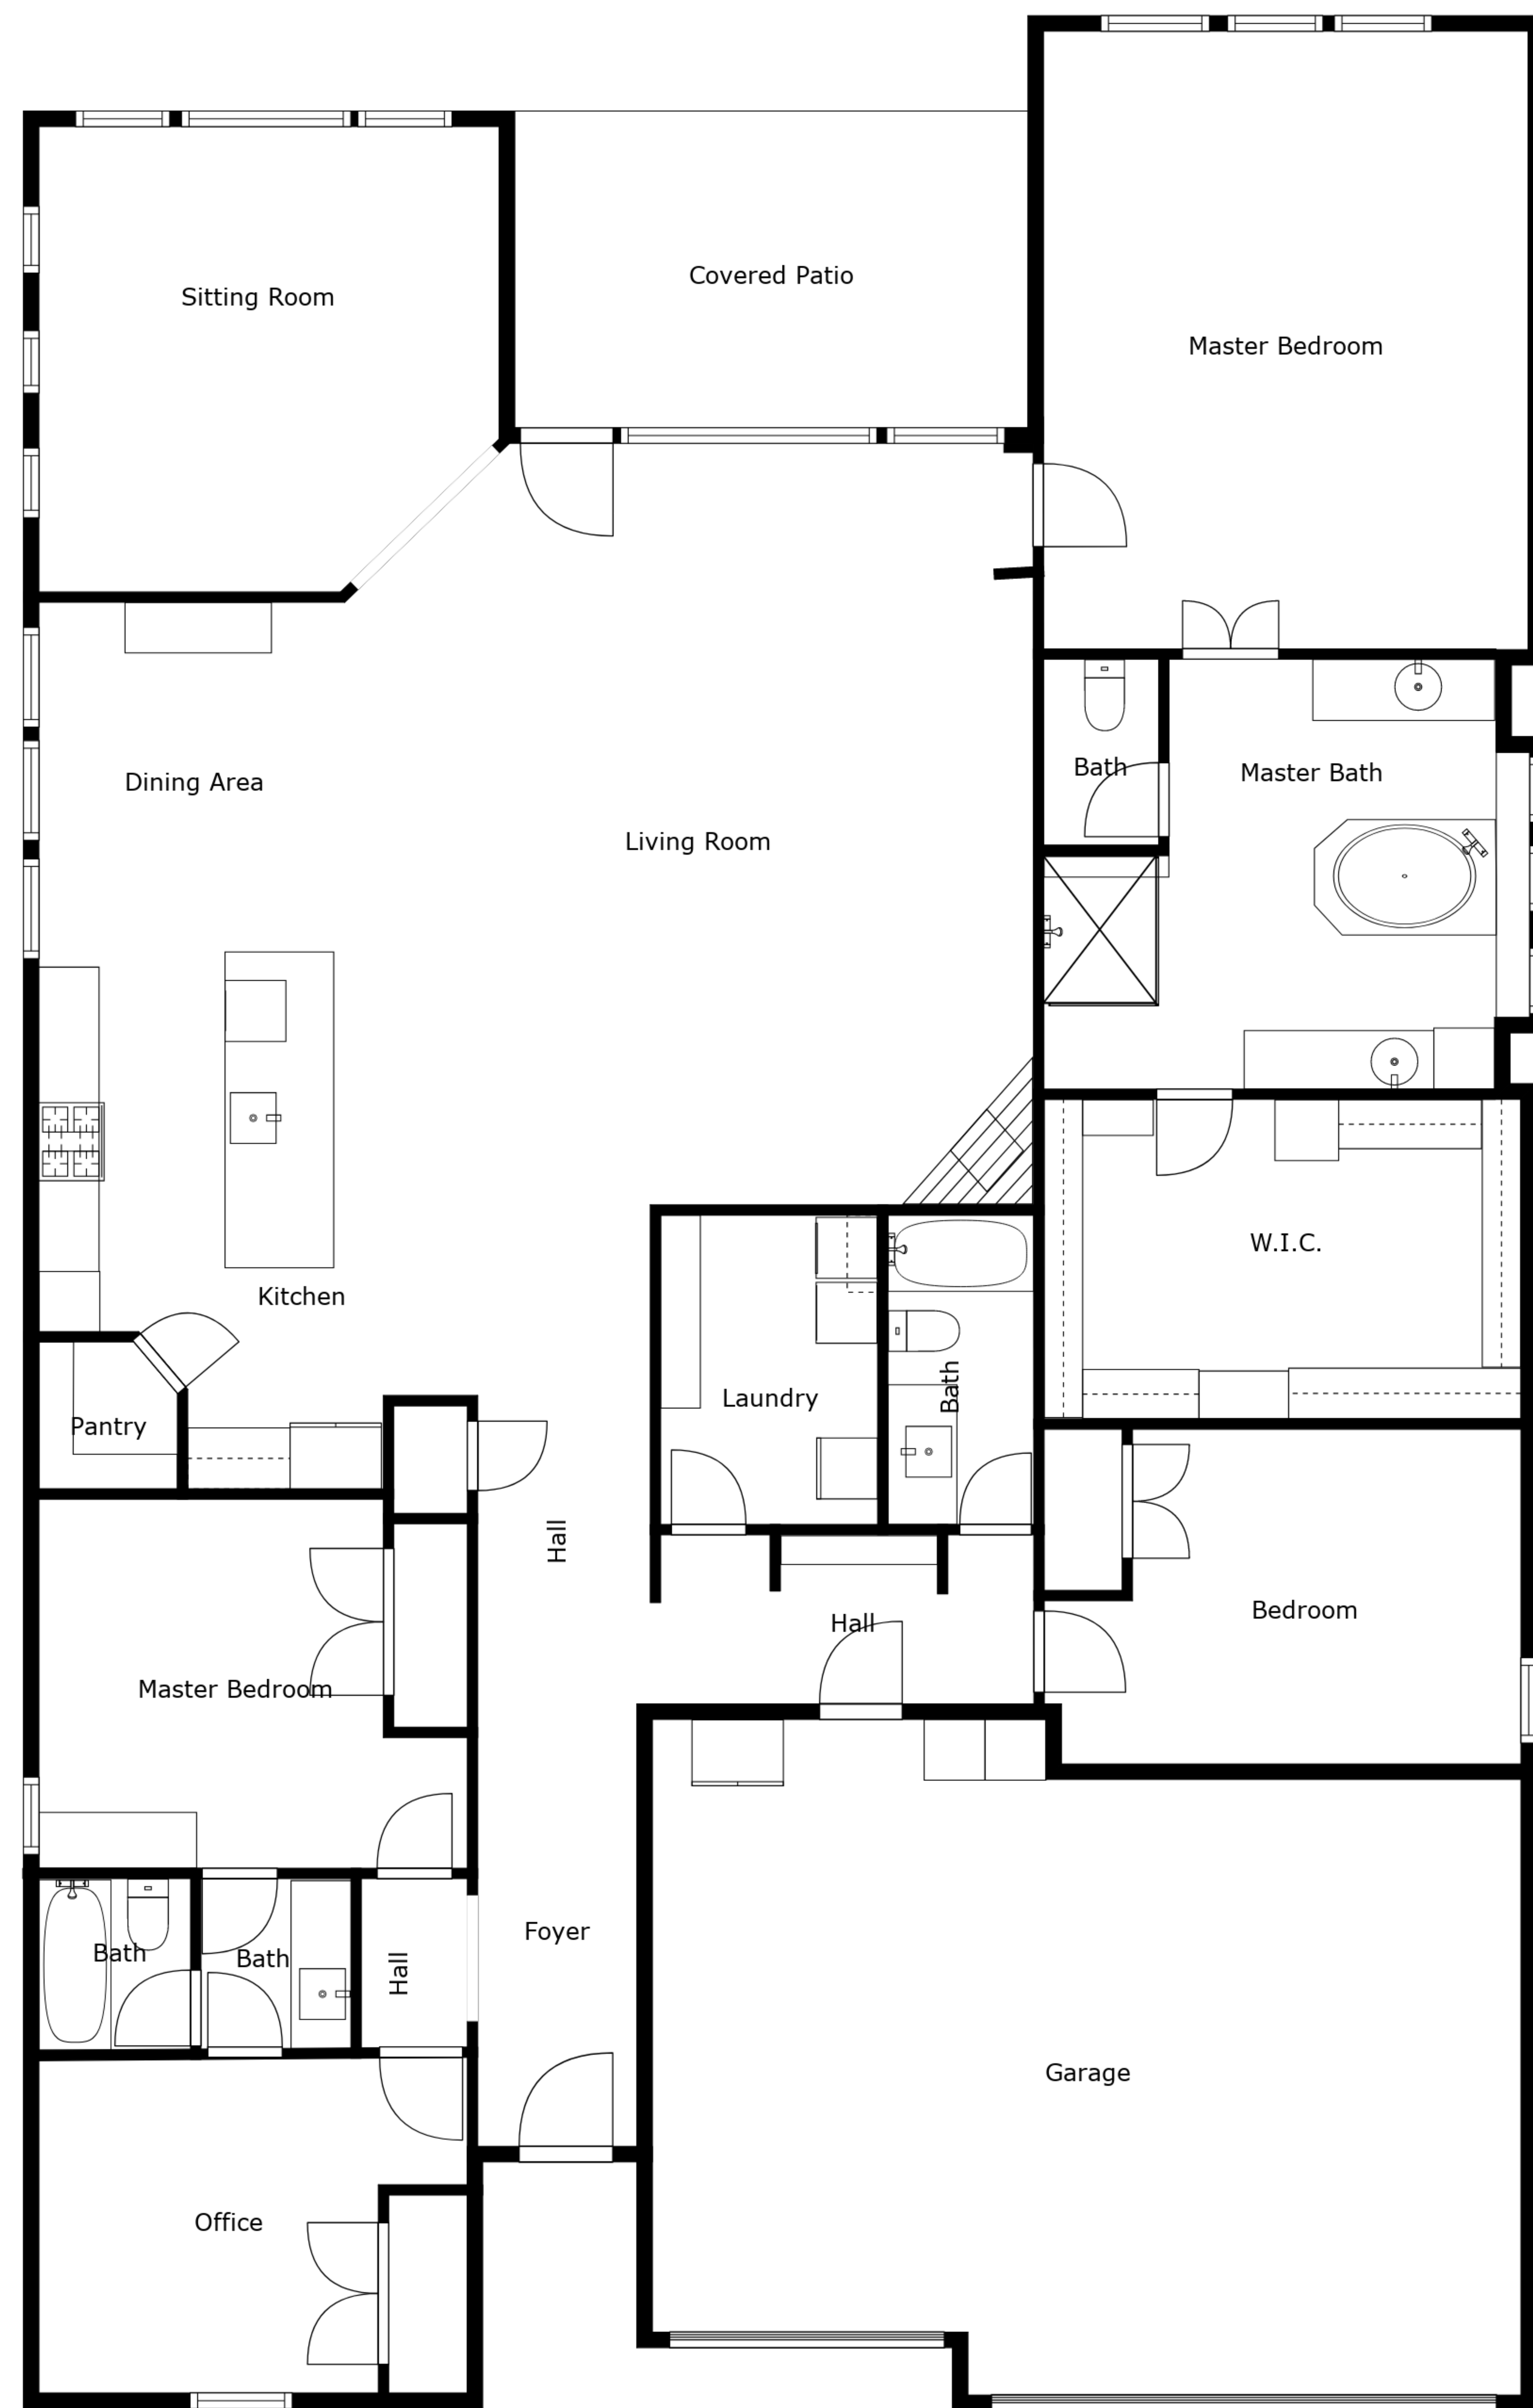 Sitting Room
Covered Patio
Master Bedroom
Dining Area
Living Room
Bath
Master Bath
Kitchen
W.I.C.
Pantry
Laundry
Bath
Hall
Hall
Bedroom
Master Bedroom
Foyer
Bath
Bath
Hall
Garage
Office